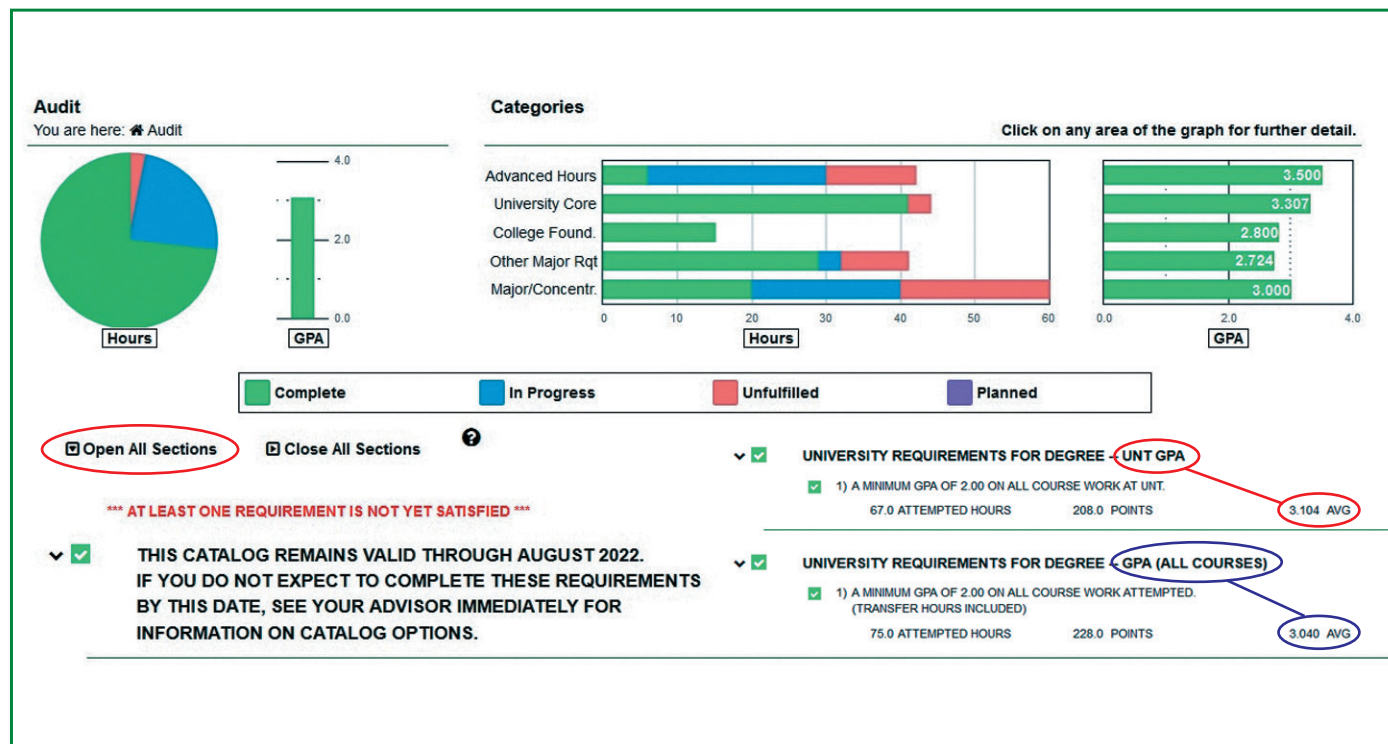 Audit
You are here: Audit
4.0
2.0
0.0
Hours
GPA
Categories
Click on any area of the graph for further detail.
Advanced Hours
University Core
College Found.
Other Major Rqt
Major/Concentr.
0 10 20 30 40 50 60
Hours
3.500
3.307
2.800
2.724
3.000
0.0 2.0 4.0
GPA
Complete In Progress Unfulfilled Planned
Open All Sections Close All Sections ?
*** AT LEAST ONE REQUIREMENT IS NOT YET SATISFIED ***
THIS CATALOG REMAINS VALID THROUGH AUGUST 2022.
IF YOU DO NOT EXPECT TO COMPLETE THESE REQUIREMENTS
BY THIS DATE, SEE YOUR ADVISOR IMMEDIATELY FOR
INFORMATION ON CATALOG OPTIONS.
UNIVERSITY REQUIREMENTS FOR DEGREE – UNT GPA
1) A MINIMUM GPA OF 2.00 ON ALL COURSE WORK AT UNT.
67.0 ATTEMPTED HOURS 208.0 POINTS 3.104 AVG
UNIVERSITY REQUIREMENTS FOR DEGREE – GPA (ALL COURSES)
1) A MINIMUM GPA OF 2.00 ON ALL COURSE WORK ATTEMPTED.
(TRANSFER HOURS INCLUDED)
75.0 ATTEMPTED HOURS 228.0 POINTS 3.040 AVG